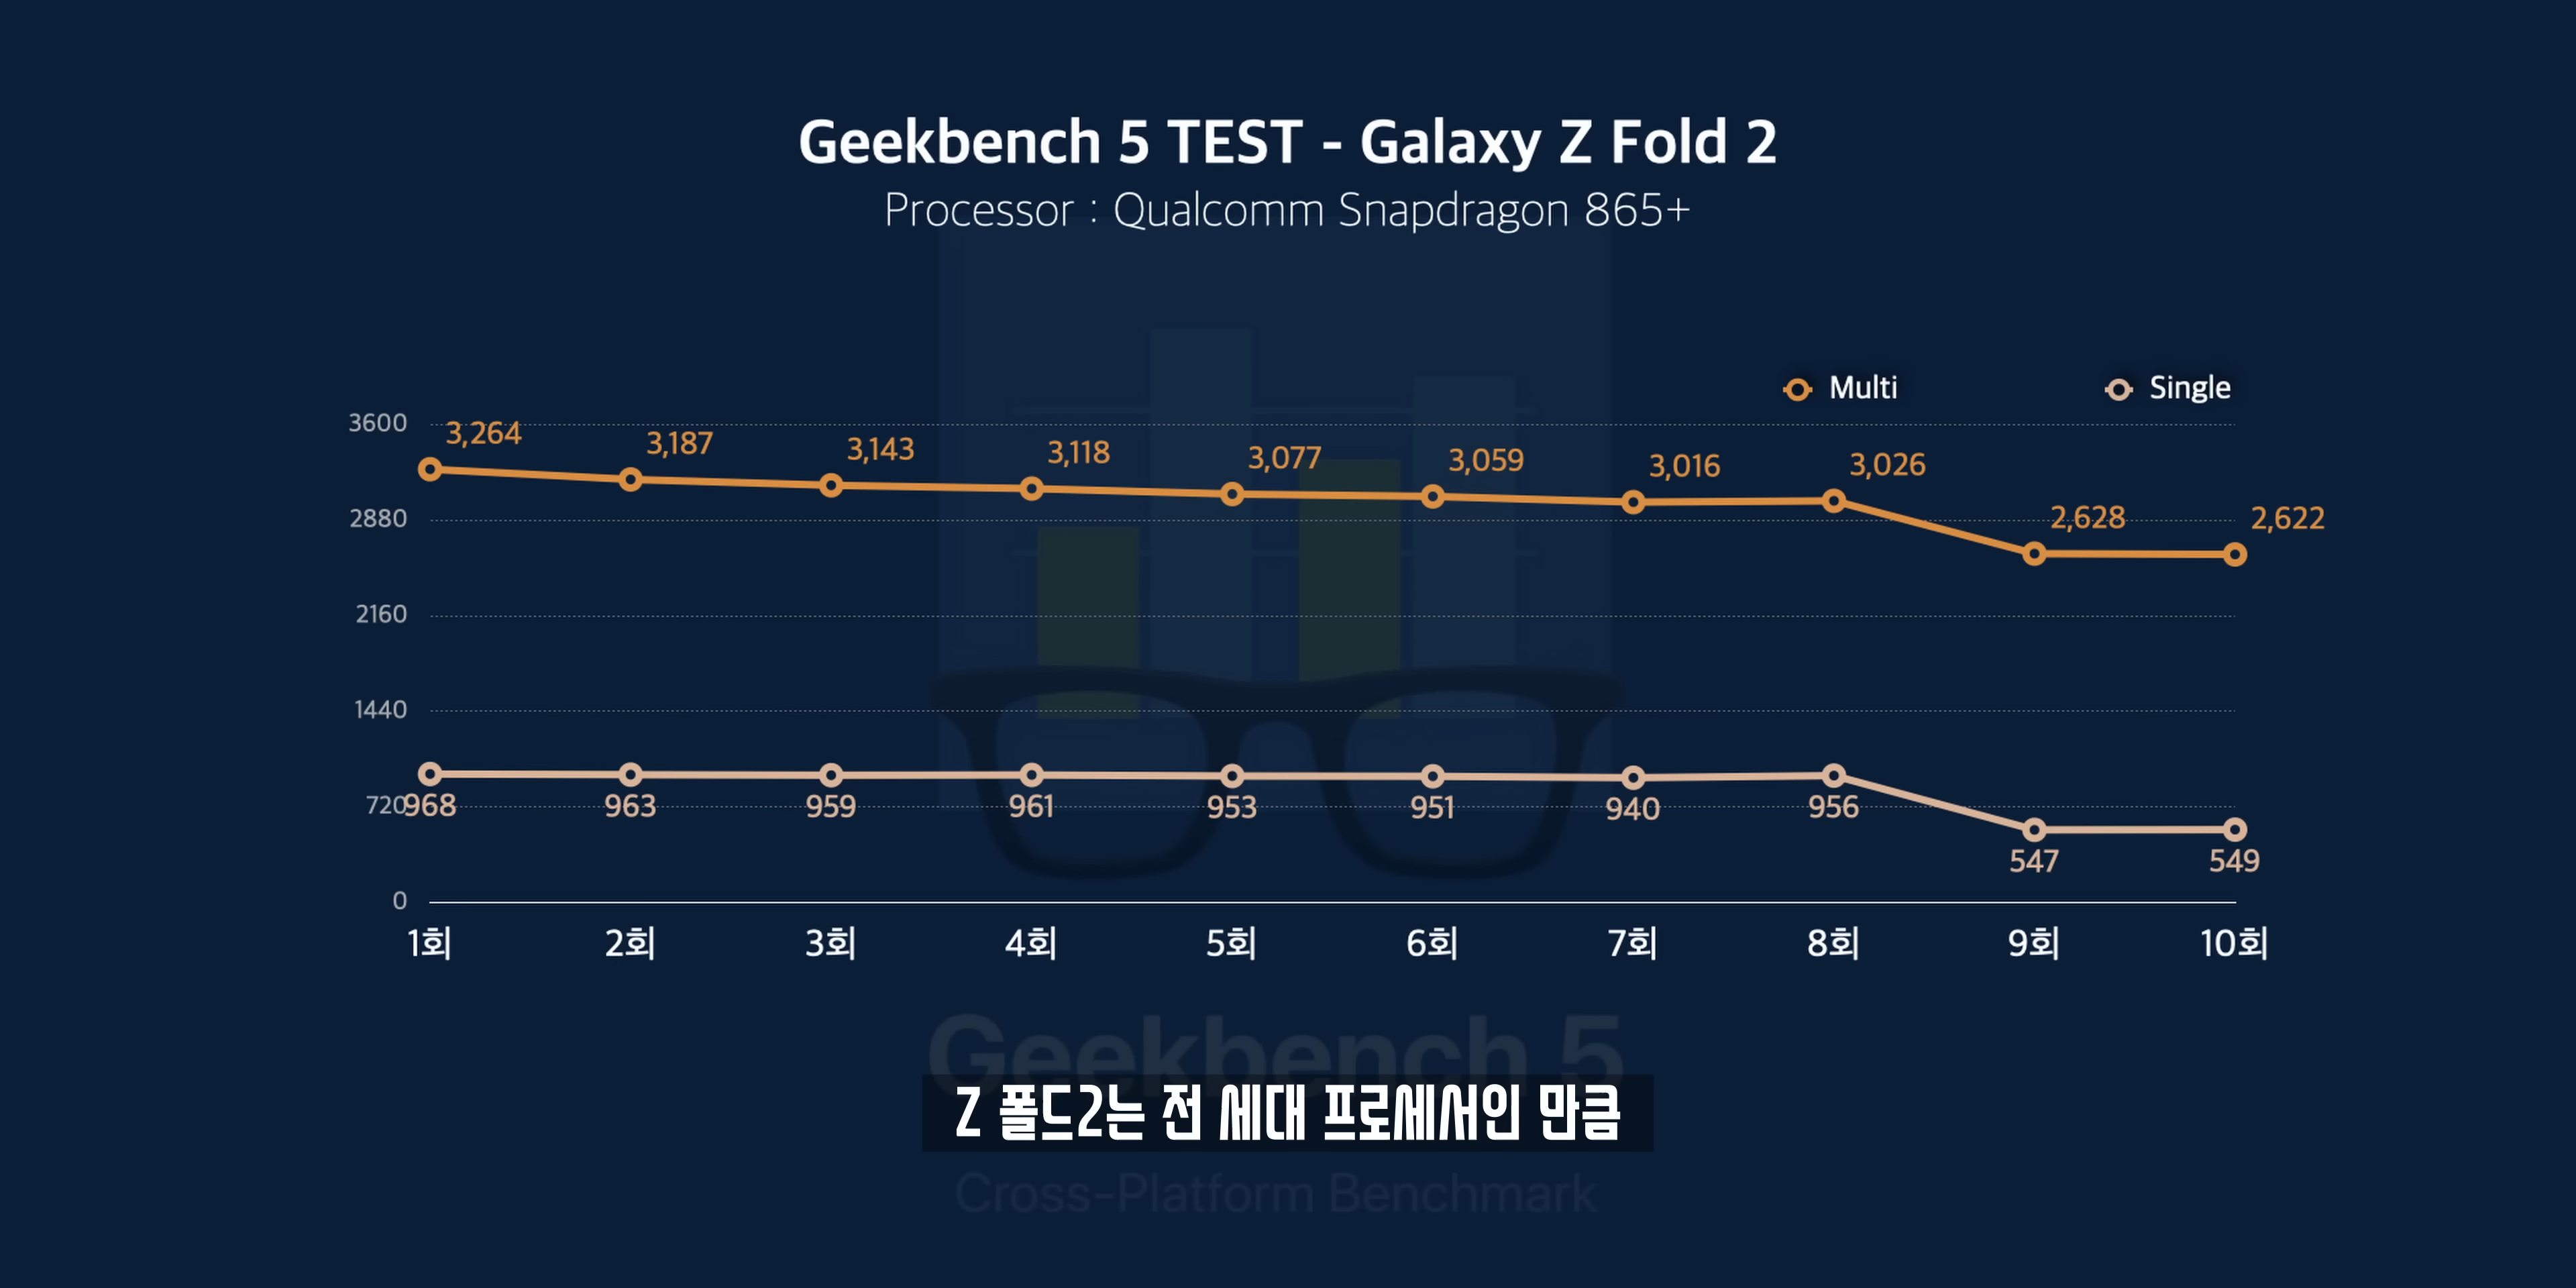 Geekbench 5 TEST - Galaxy Z Fold 2
Processor : Qualcomm Snapdragon 865+
Multi Single
3600
3,264 3,187 3,143 3,118 3,077 3,059 3,016 3,026 2,628 2,622
2880
2160
1440
720
968 963 959 961 953 951 940 956 547 549
0
1회 2회 3회 4회 5회 6회 7회 8회 9회 10회
Geekbench 5
Z 폴드2는 전 세대 프로세서인 만큼
Cross-Platform Benchmark